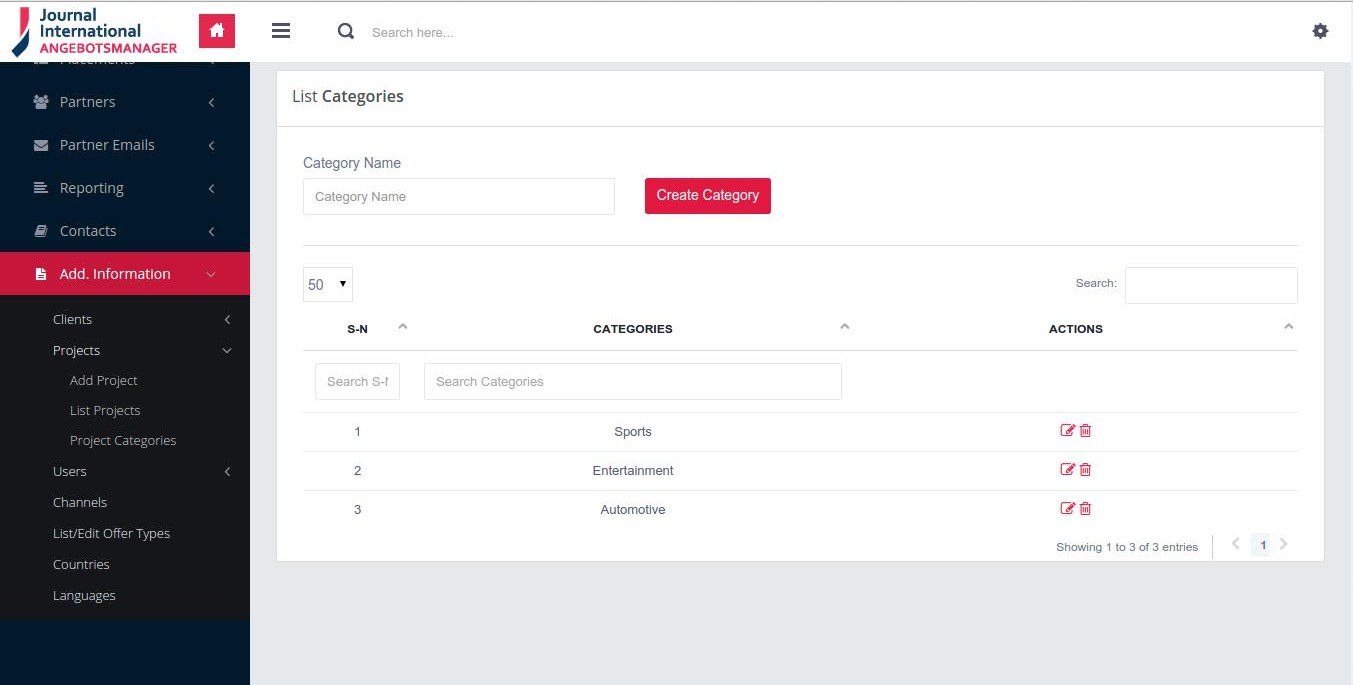 Journal
International
ANGEBOTSMANAGER
Search here...
Placements
Partners
Partner Emails
Reporting
Contacts
Add. Information
Clients
Projects
Add Project
List Projects
Project Categories
Users
Channels
List/Edit Offer Types
Countries
Languages
List Categories
Category Name
Category Name
Create Category
50
Search:
S-N CATEGORIES ACTIONS
Search S-N Search Categories
1 Sports
2 Entertainment
3 Automotive
Showing 1 to 3 of 3 entries 1